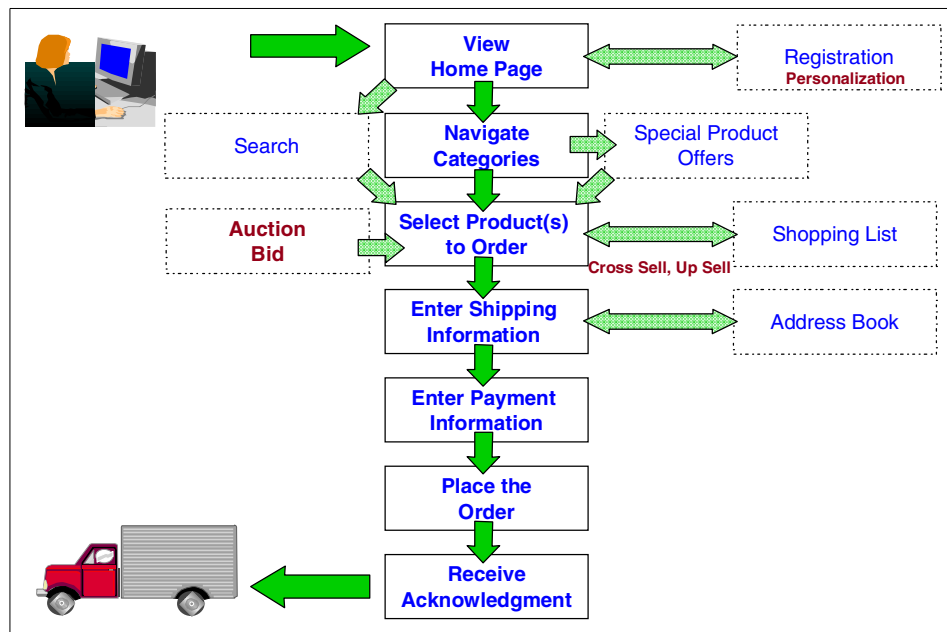 View
Home Page
Registration
Personalization
Search
Navigate
Categories
Special Product
Offers
Auction
Bid
Select Product(s)
to Order
Shopping List
Cross Sell, Up Sell
Enter Shipping
Information
Address Book
Enter Payment
Information
Place the
Order
Receive
Acknowledgment